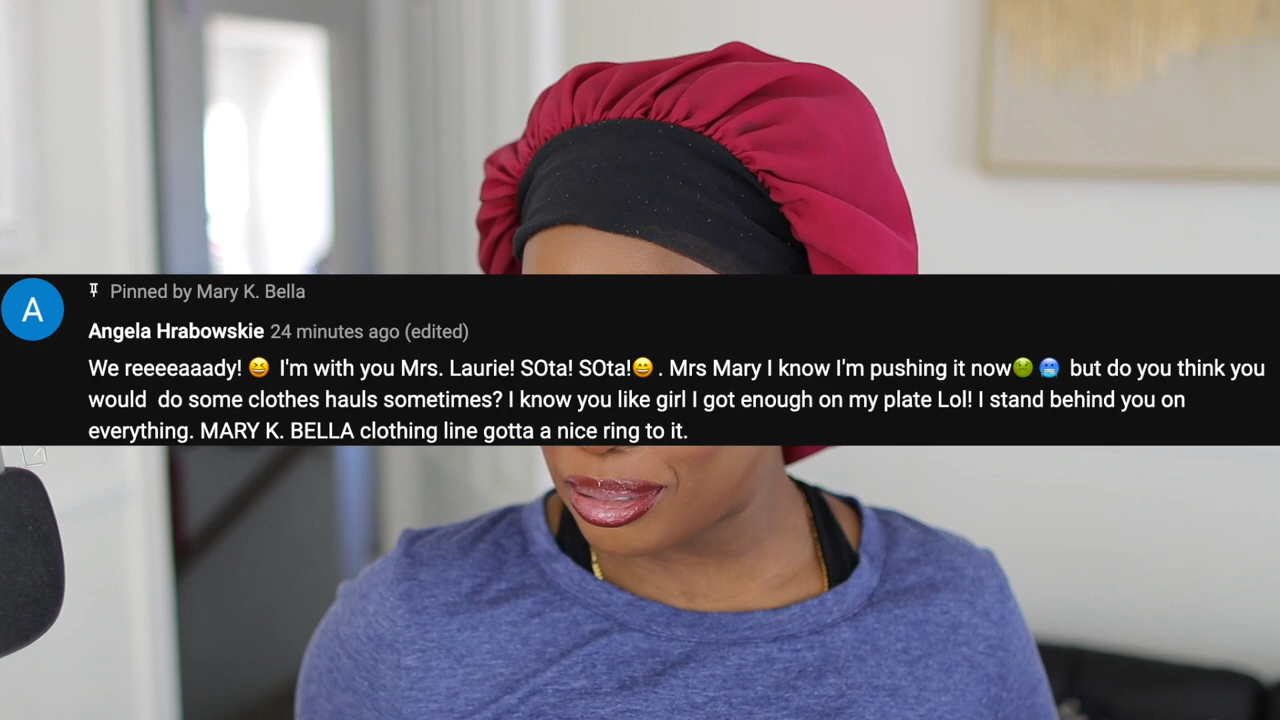 A
Pinned by Mary K. Bella
Angela Hrabowskie 24 minutes ago (edited)
We reeeeaaady! 😆 I'm with you Mrs. Laurie! SOta! SOta!😄 . Mrs Mary I know I'm pushing it now🤢 🥶 but do you think you
would do some clothes hauls sometimes? I know you like girl I got enough on my plate Lol! I stand behind you on
everything. MARY K. BELLA clothing line gotta a nice ring to it.